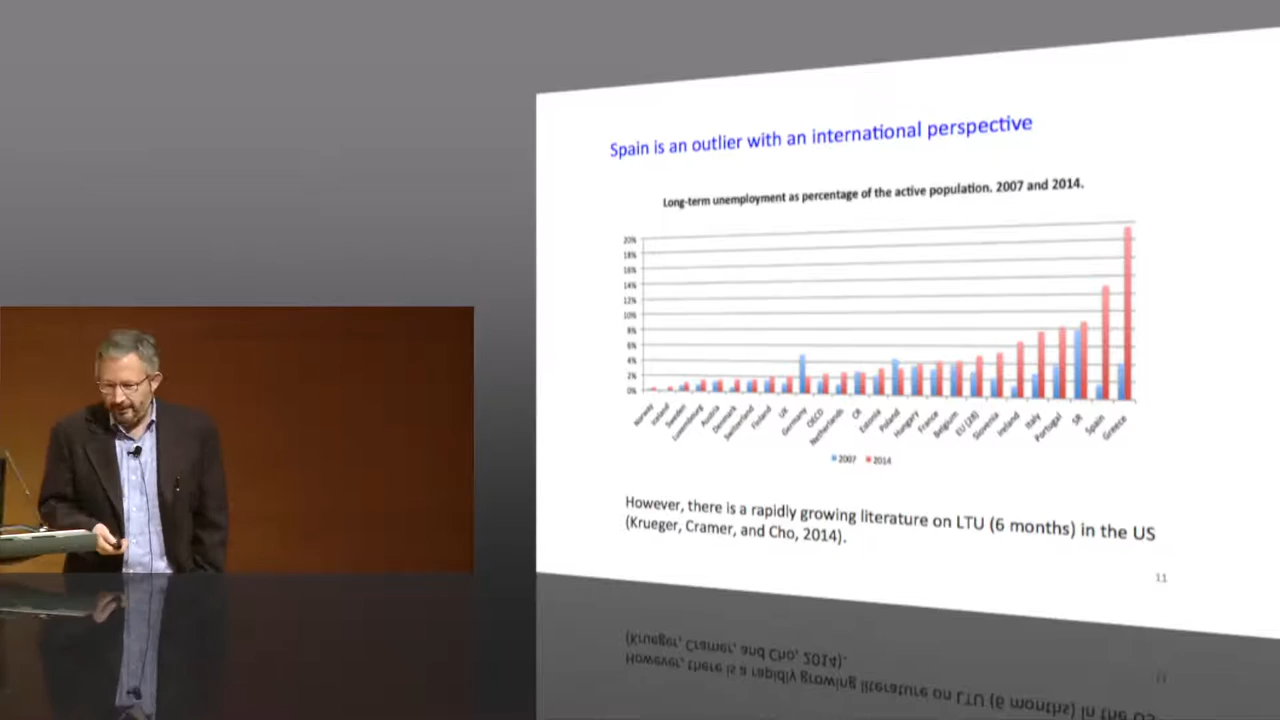 Spain is an outlier with an international perspective
Long-term unemployment as percentage of the active population. 2007 and 2014.
20%
18%
16%
14%
12%
10%
8%
6%
4%
2%
0%
Norway
Iceland
Sweden
Luxembourg
Austria
Denmark
Switzerland
Finland
UK
Germany
OECD
Netherlands
CR
Estonia
Poland
Hungary
France
Belgium
EU (28)
Slovenia
Ireland
Italy
Portugal
SR
Spain
Greece
2007 2014
However, there is a rapidly growing literature on LTU (6 months) in the US
(Krueger, Cramer, and Cho, 2014).
11